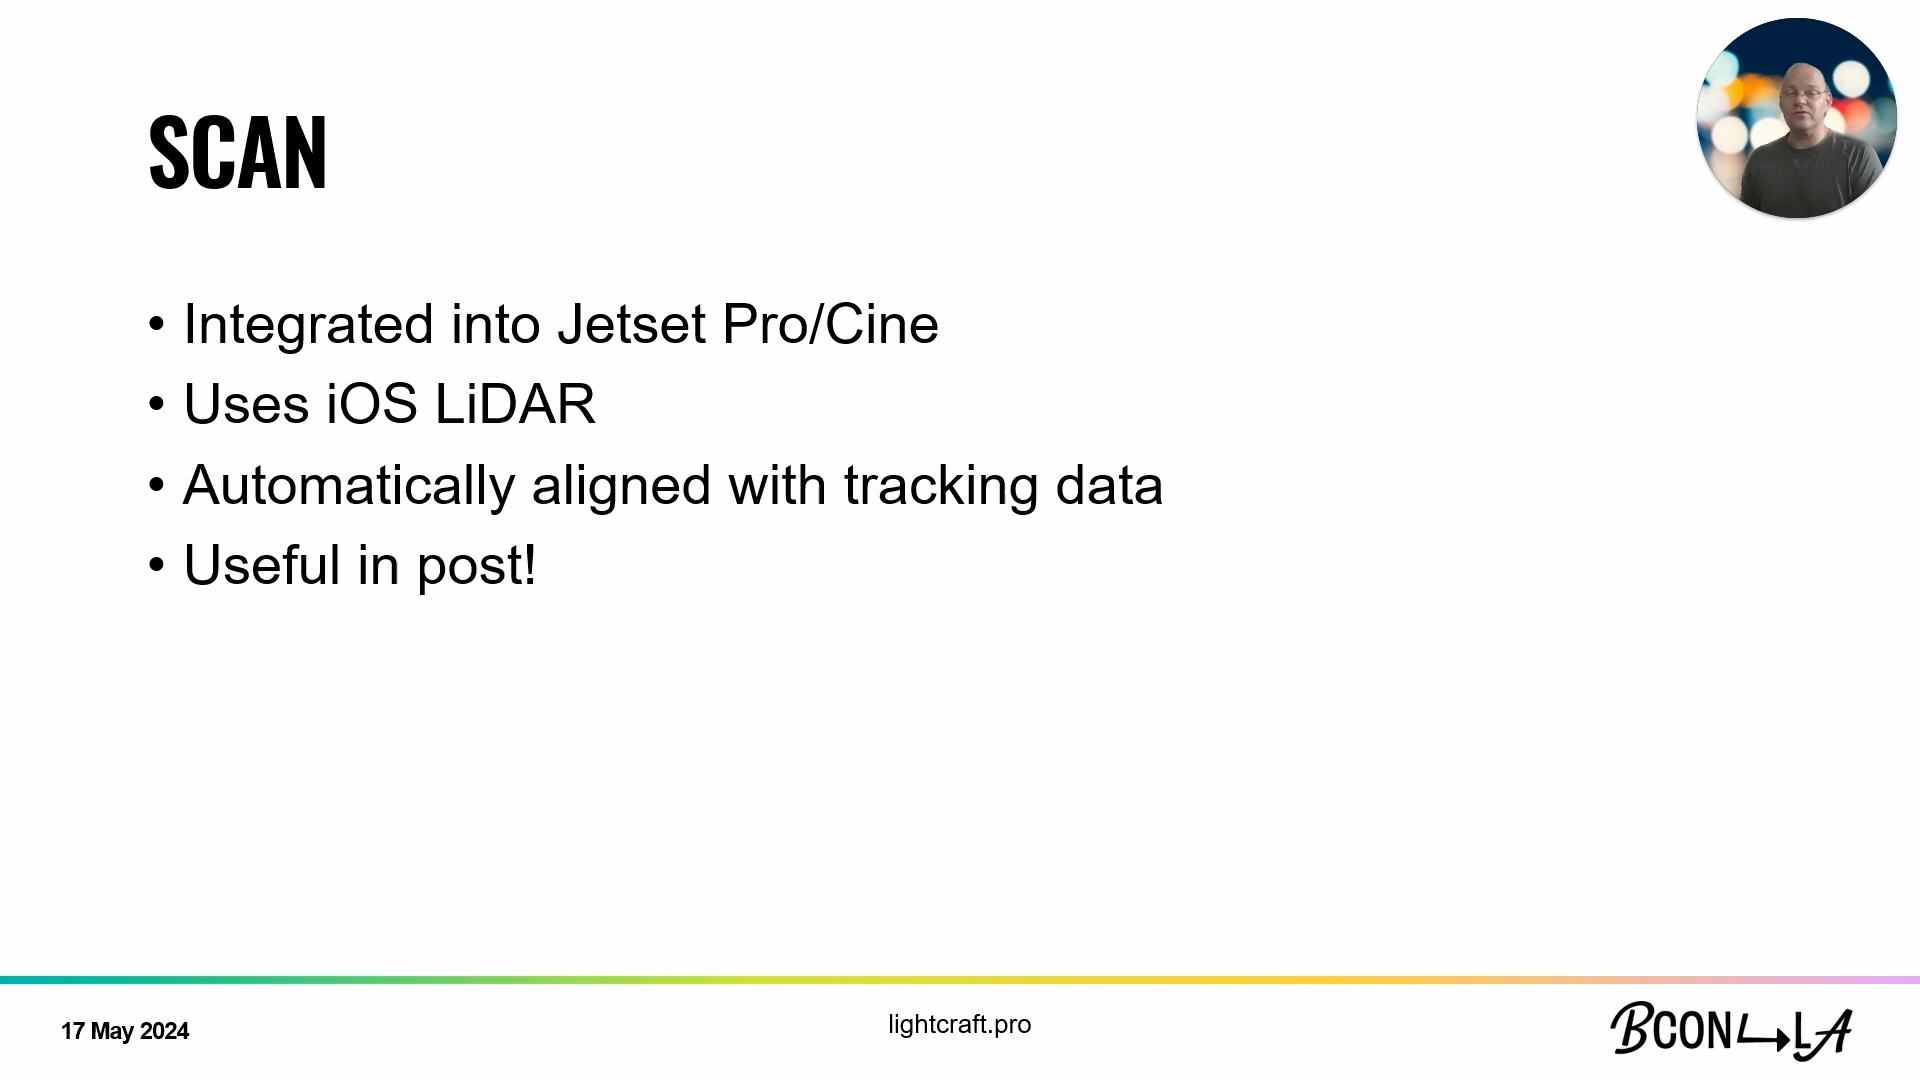 SCAN
• Integrated into Jetset Pro/Cine
• Uses iOS LiDAR
• Automatically aligned with tracking data
• Useful in post!
17 May 2024
lightcraft.pro
BCON LA